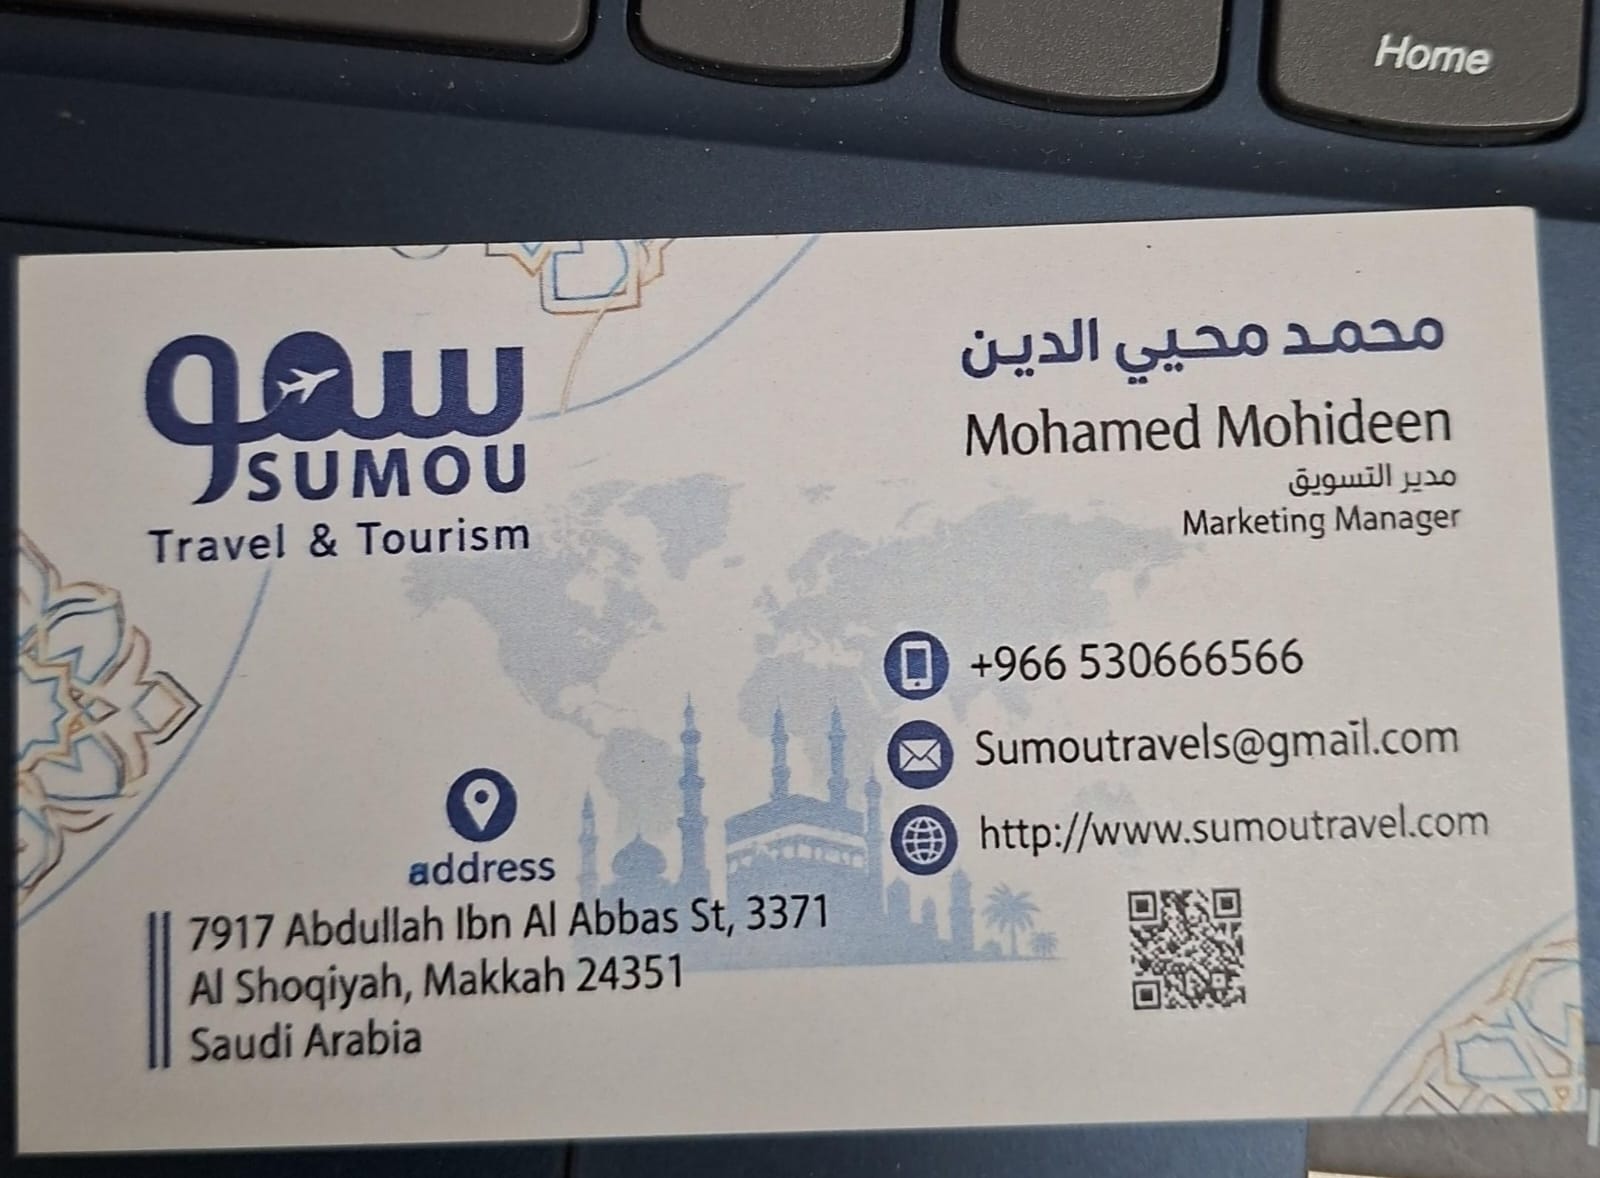 Home
سمو
SUMOU
Travel & Tourism
محمد محيي الدين
Mohamed Mohideen
مدير التسويق
Marketing Manager
+966 530666566
Sumoutravels@gmail.com
http://www.sumoutravel.com
address
7917 Abdullah Ibn Al Abbas St, 3371
Al Shoqiyah, Makkah 24351
Saudi Arabia